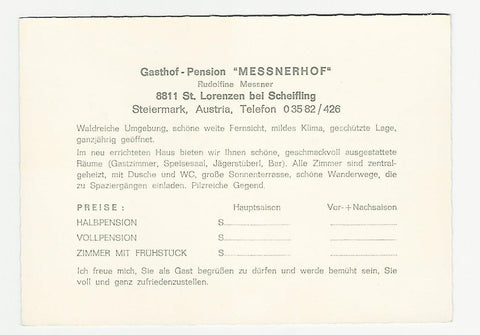 Gasthof - Pension "MESSNERHOF"
Rudolfine Messner
8811 St. Lorenzen bei Scheifling
Steiermark, Austria, Telefon 0 35 82 / 426
Waldreiche Umgebung, schöne weite Fernsicht, mildes Klima, geschützte Lage,
ganzjährig geöffnet.
Im neu errichteten Haus bieten wir Ihnen schöne, geschmackvoll ausgestattete
Räume (Gastzimmer, Speisesaal, Jägerstüberl, Bar). Alle Zimmer sind zentral-
geheizt, mit Dusche und WC, große Sonnenterrasse, schöne Wanderwege, die
zu Spaziergängen einladen. Pilzreiche Gegend.
PREISE : Hauptsaison Vor- + Nachsaison
HALBPENSION S........................ ........................
VOLLPENSION S........................ ........................
ZIMMER MIT FRÜHSTÜCK S........................ ........................
Ich freue mich, Sie als Gast begrüßen zu dürfen und werde bemüht sein, Sie
voll und ganz zufriedenzustellen.